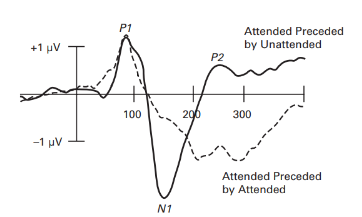 P1
Attended Preceded
by Unattended
+1 μV
P2
100 200 300
−1 μV
Attended Preceded
by Attended
N1